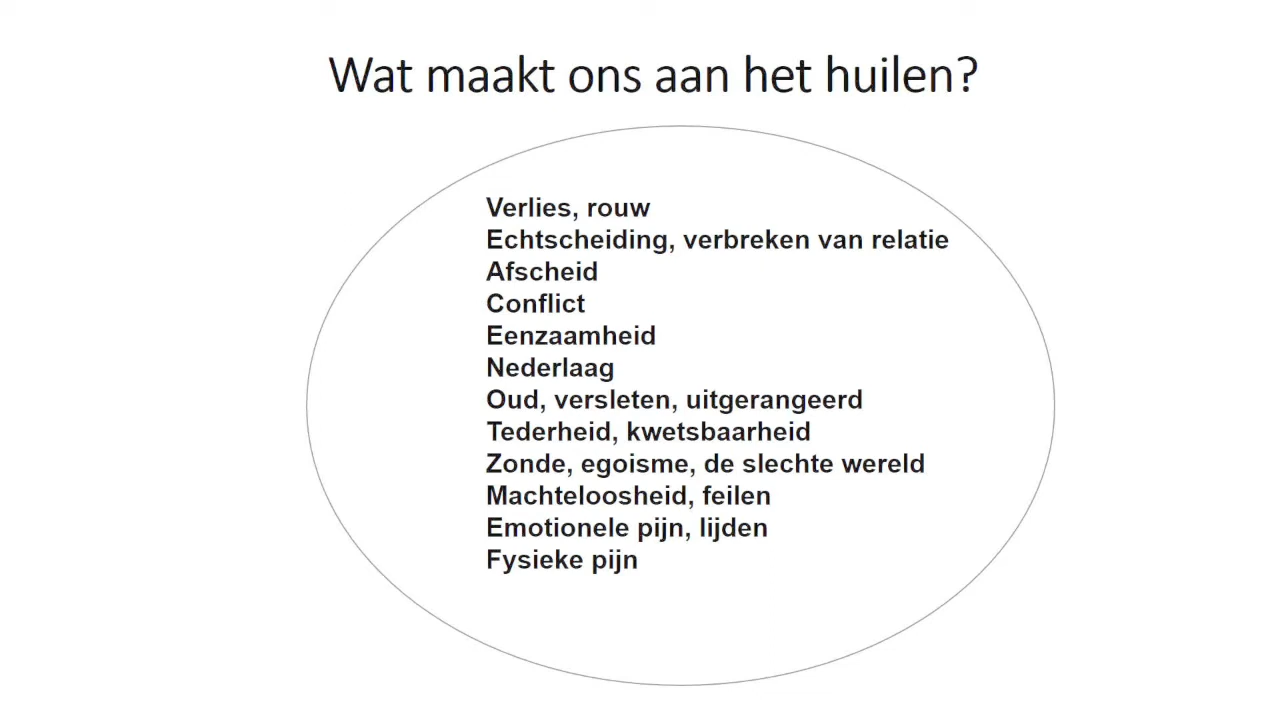 Wat maakt ons aan het huilen?
Verlies, rouw
Echtscheiding, verbreken van relatie
Afscheid
Conflict
Eenzaamheid
Nederlaag
Oud, versleten, uitgerangeerd
Tederheid, kwetsbaarheid
Zonde, egoisme, de slechte wereld
Machteloosheid, feilen
Emotionele pijn, lijden
Fysieke pijn